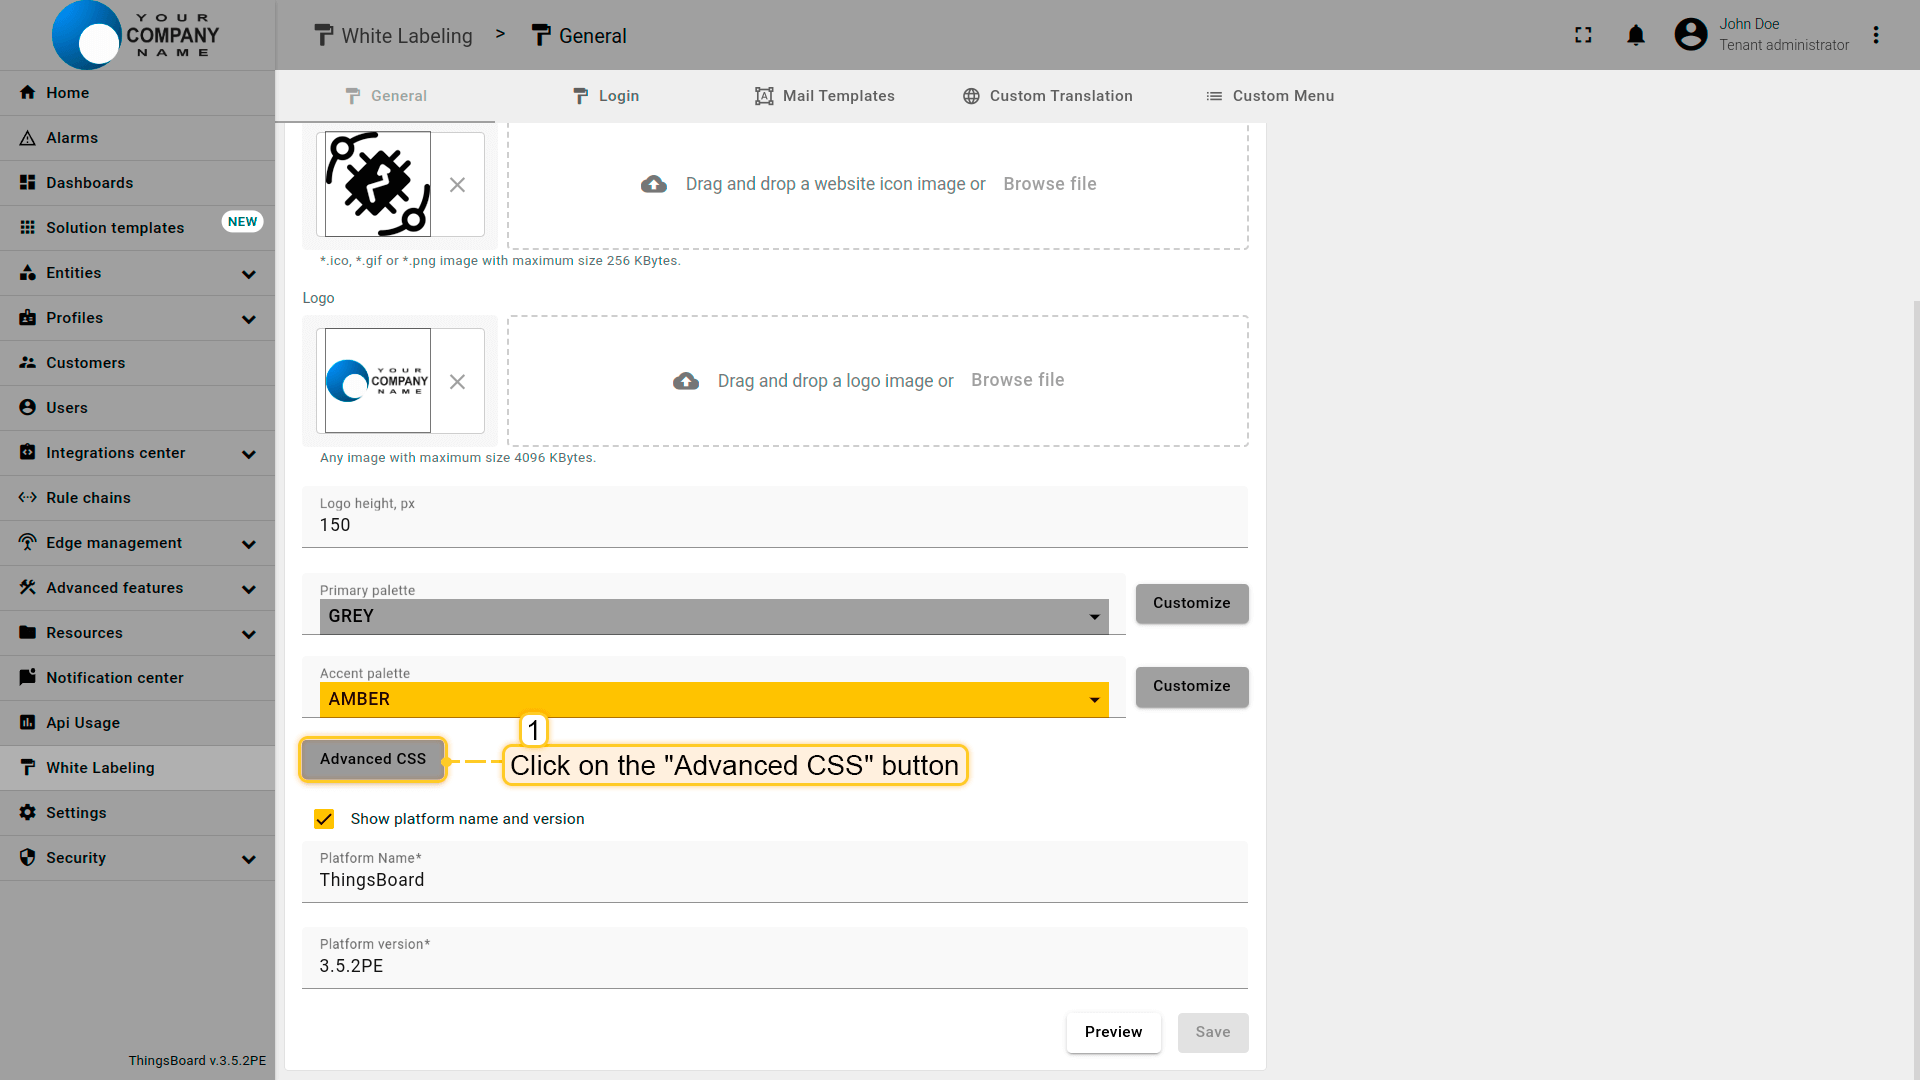 YOUR
COMPANY
NAME
White Labeling > General
John Doe
Tenant administrator
Home
Alarms
Dashboards
Solution templates NEW
Entities
Profiles
Customers
Users
Integrations center
Rule chains
Edge management
Advanced features
Resources
Notification center
Api Usage
White Labeling
Settings
Security
ThingsBoard v.3.5.2PE
General Login Mail Templates Custom Translation Custom Menu
Drag and drop a website icon image or Browse file
*.ico, *.gif or *.png image with maximum size 256 KBytes.
Logo
YOUR
COMPANY
NAME
Drag and drop a logo image or Browse file
Any image with maximum size 4096 KBytes.
Logo height, px
150
Primary palette
GREY
Customize
Accent palette
AMBER
Customize
1
Advanced CSS
Click on the "Advanced CSS" button
Show platform name and version
Platform Name*
ThingsBoard
Platform version*
3.5.2PE
Preview Save